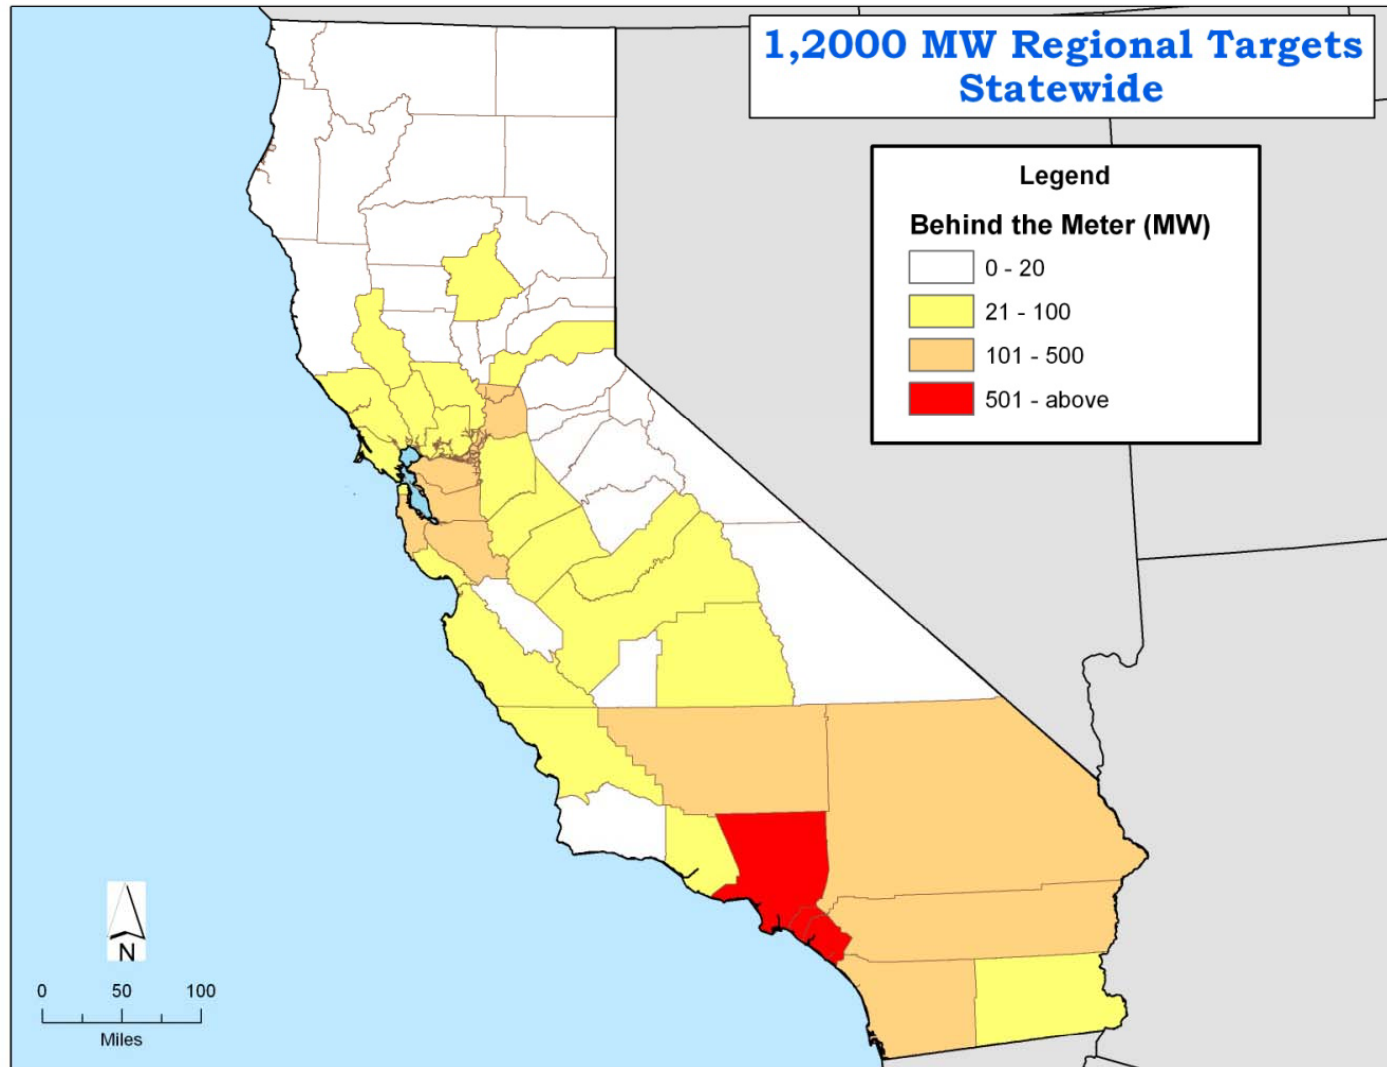 1,2000 MW Regional Targets
Statewide
Legend
Behind the Meter (MW)
0 - 20
21 - 100
101 - 500
501 - above
N
0 50 100
Miles